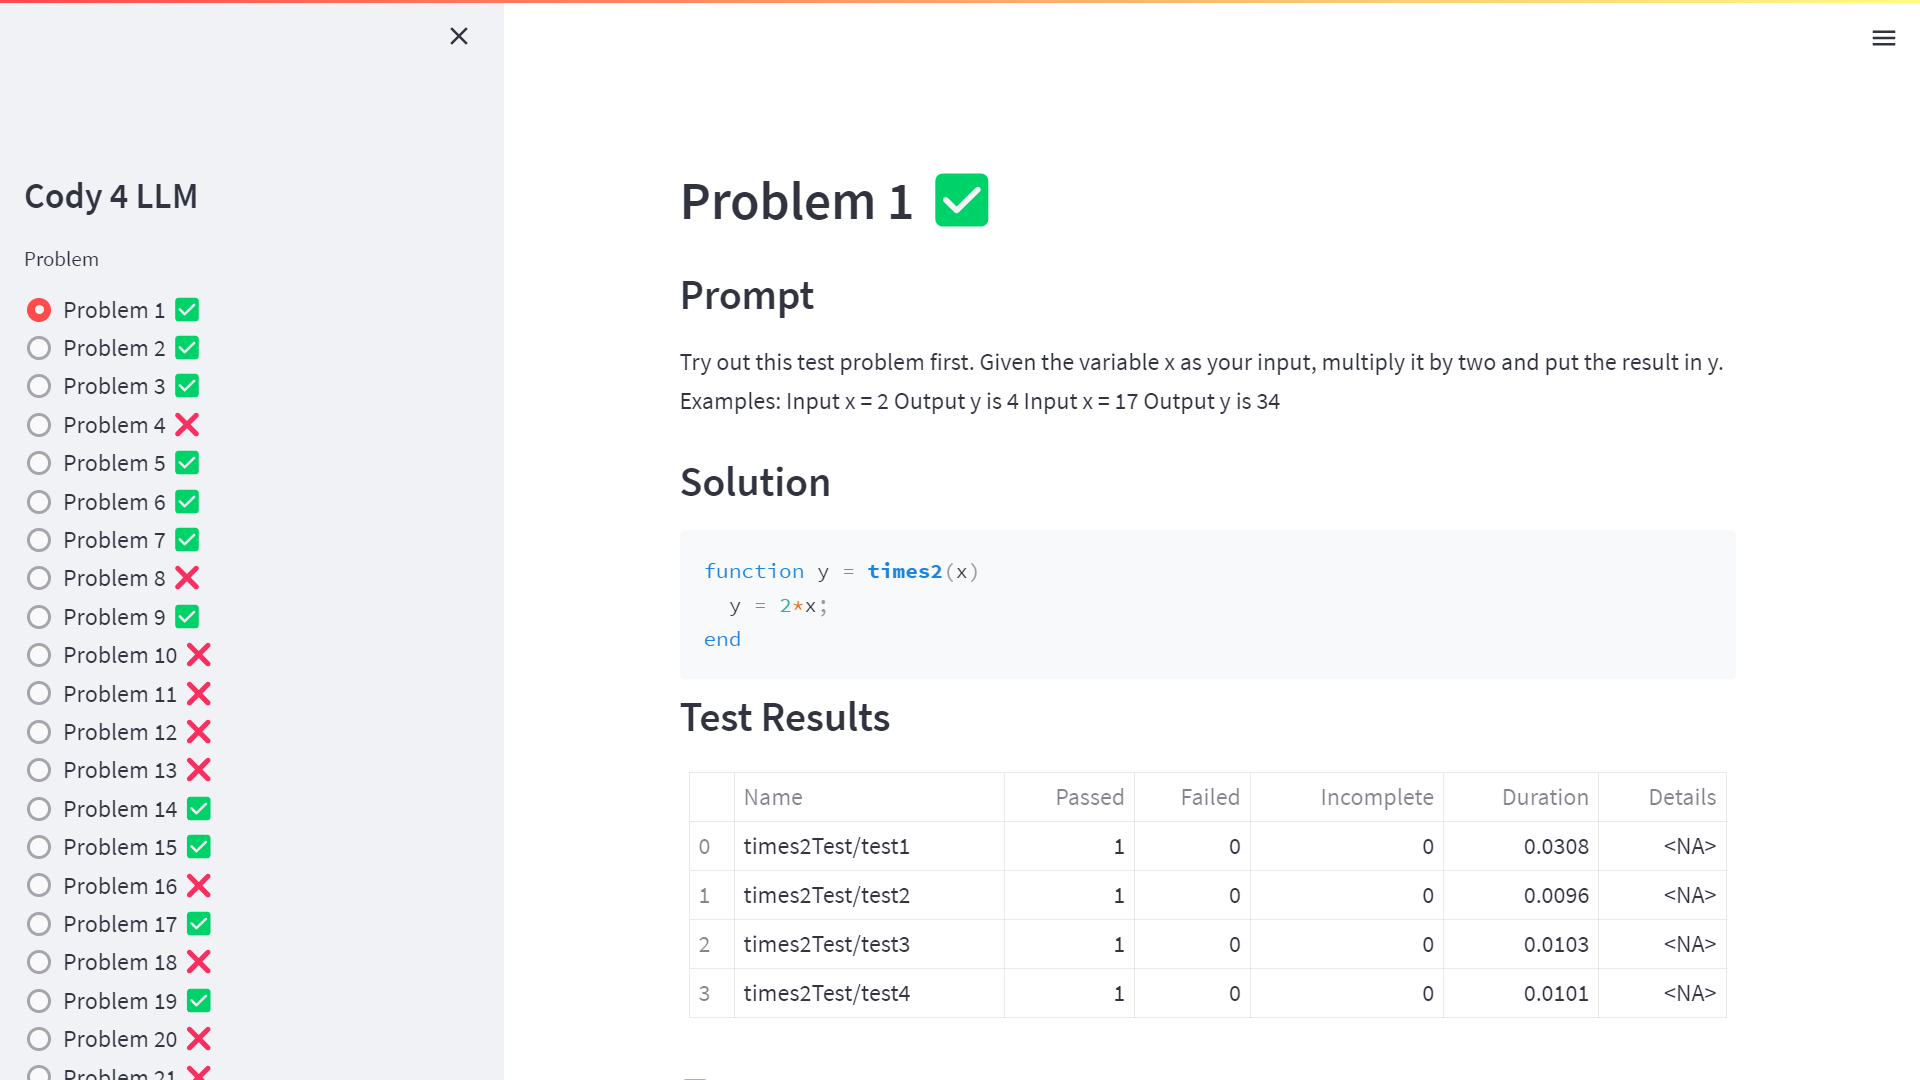 Cody 4 LLM
Problem
Problem 1
Problem 2
Problem 3
Problem 4
Problem 5
Problem 6
Problem 7
Problem 8
Problem 9
Problem 10
Problem 11
Problem 12
Problem 13
Problem 14
Problem 15
Problem 16
Problem 17
Problem 18
Problem 19
Problem 20
Problem 21
Problem 1
Prompt
Try out this test problem first. Given the variable x as your input, multiply it by two and put the result in y.
Examples: Input x = 2 Output y is 4 Input x = 17 Output y is 34
Solution
function y = times2(x)
  y = 2*x;
end
Test Results
Name Passed Failed Incomplete Duration Details
0 times2Test/test1 1 0 0 0.0308 <NA>
1 times2Test/test2 1 0 0 0.0096 <NA>
2 times2Test/test3 1 0 0 0.0103 <NA>
3 times2Test/test4 1 0 0 0.0101 <NA>